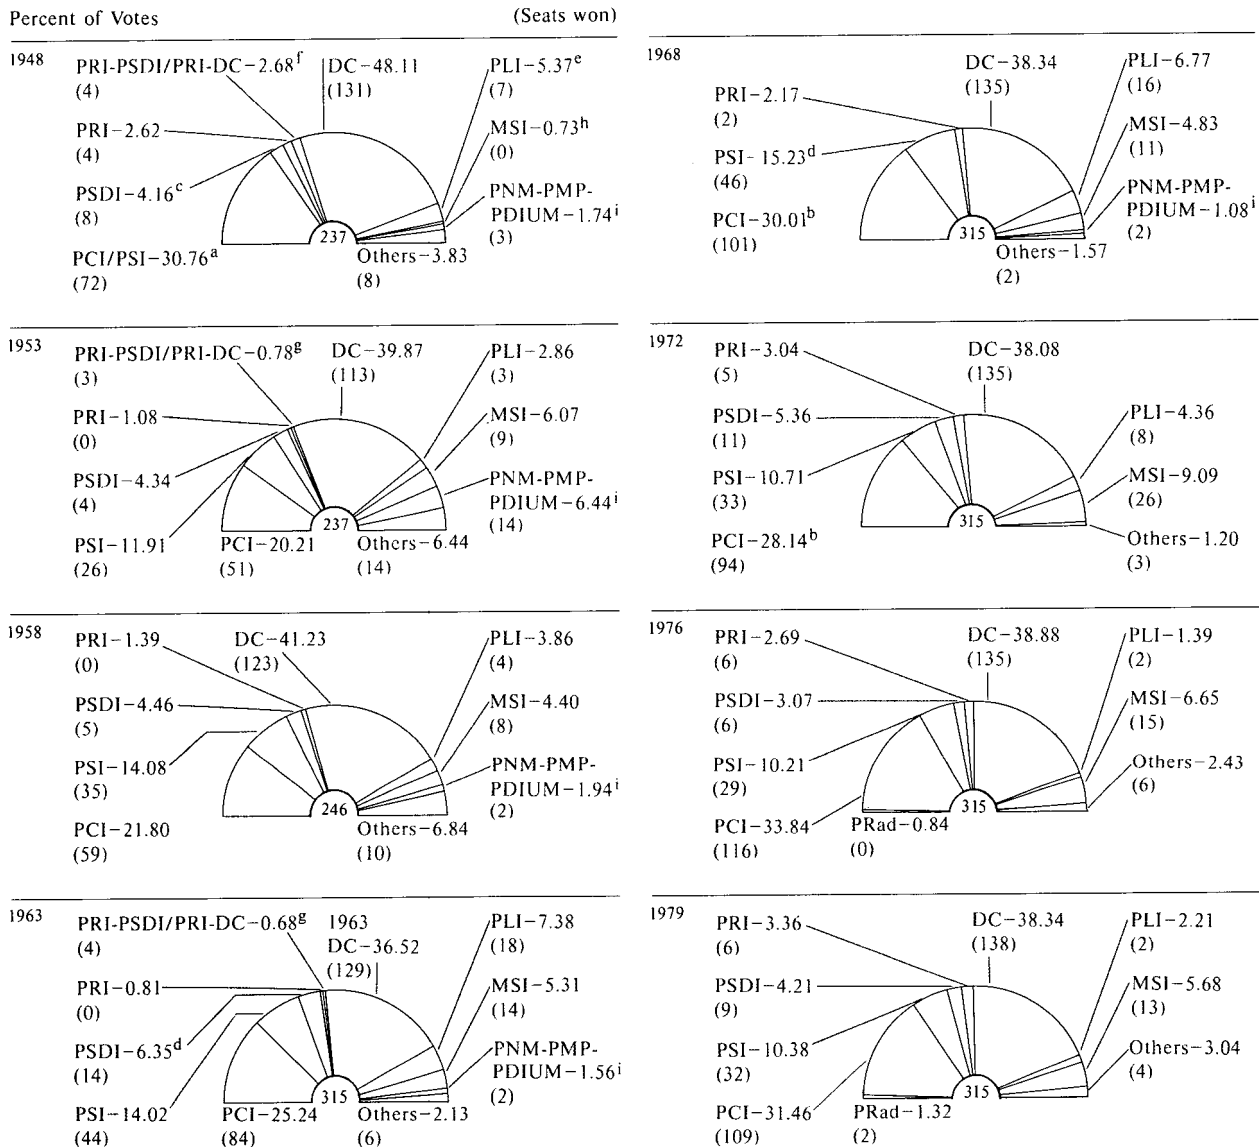 Percent of Votes (Seats won)
1948
PRI-PSDI/PRI-DC-2.68f
(4)
DC-48.11
(131)
PLI-5.37e
(7)
PRI-2.62
(4)
MSI-0.73h
(0)
PSDI-4.16c
(8)
PNM-PMP-
PDIUM-1.74i
(3)
PCI/PSI-30.76a
(72)
237
Others-3.83
(8)
1953
PRI-PSDI/PRI-DC-0.78g
(3)
DC-39.87
(113)
PLI-2.86
(3)
PRI-1.08
(0)
MSI-6.07
(9)
PSDI-4.34
(4)
PNM-PMP-
PDIUM-6.44i
(14)
PSI-11.91
(26)
PCI-20.21
(51)
237
Others-6.44
(14)
1958
PRI-1.39
(0)
DC-41.23
(123)
PLI-3.86
(4)
PSDI-4.46
(5)
MSI-4.40
(8)
PSI-14.08
(35)
PNM-PMP-
PDIUM-1.94i
(2)
PCI-21.80
(59)
246
Others-6.84
(10)
1963
PRI-PSDI/PRI-DC-0.68g
(4)
1963
DC-36.52
(129)
PLI-7.38
(18)
PRI-0.81
(0)
MSI-5.31
(14)
PSDI-6.35d
(14)
PNM-PMP-
PDIUM-1.56i
(2)
PSI-14.02
(44)
PCI-25.24
(84)
315
Others-2.13
(6)
1968
DC-38.34
(135)
PLI-6.77
(16)
PRI-2.17
(2)
MSI-4.83
(11)
PSI-15.23d
(46)
PNM-PMP-
PDIUM-1.08i
(2)
PCI-30.01b
(101)
315
Others-1.57
(2)
1972
PRI-3.04
(5)
DC-38.08
(135)
PSDI-5.36
(11)
PLI-4.36
(8)
PSI-10.71
(33)
MSI-9.09
(26)
PCI-28.14b
(94)
315
Others-1.20
(3)
1976
PRI-2.69
(6)
DC-38.88
(135)
PLI-1.39
(2)
PSDI-3.07
(6)
MSI-6.65
(15)
PSI-10.21
(29)
Others-2.43
(6)
PCI-33.84
(116)
PRad-0.84
(0)
315
1979
PRI-3.36
(6)
DC-38.34
(138)
PLI-2.21
(2)
PSDI-4.21
(9)
MSI-5.68
(13)
PSI-10.38
(32)
Others-3.04
(4)
PCI-31.46
(109)
PRad-1.32
(2)
315